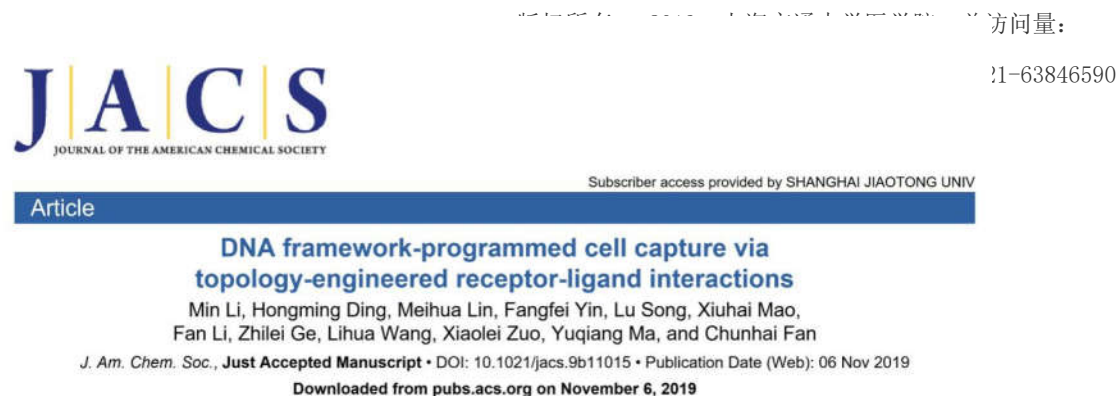 访问量：
21-63846590
J|A|C|S
JOURNAL OF THE AMERICAN CHEMICAL SOCIETY
Subscriber access provided by SHANGHAI JIAOTONG UNIV
Article
DNA framework-programmed cell capture via
topology-engineered receptor-ligand interactions
Min Li, Hongming Ding, Meihua Lin, Fangfei Yin, Lu Song, Xiuhai Mao,
Fan Li, Zhilei Ge, Lihua Wang, Xiaolei Zuo, Yuqiang Ma, and Chunhai Fan
J. Am. Chem. Soc., Just Accepted Manuscript • DOI: 10.1021/jacs.9b11015 • Publication Date (Web): 06 Nov 2019
Downloaded from pubs.acs.org on November 6, 2019